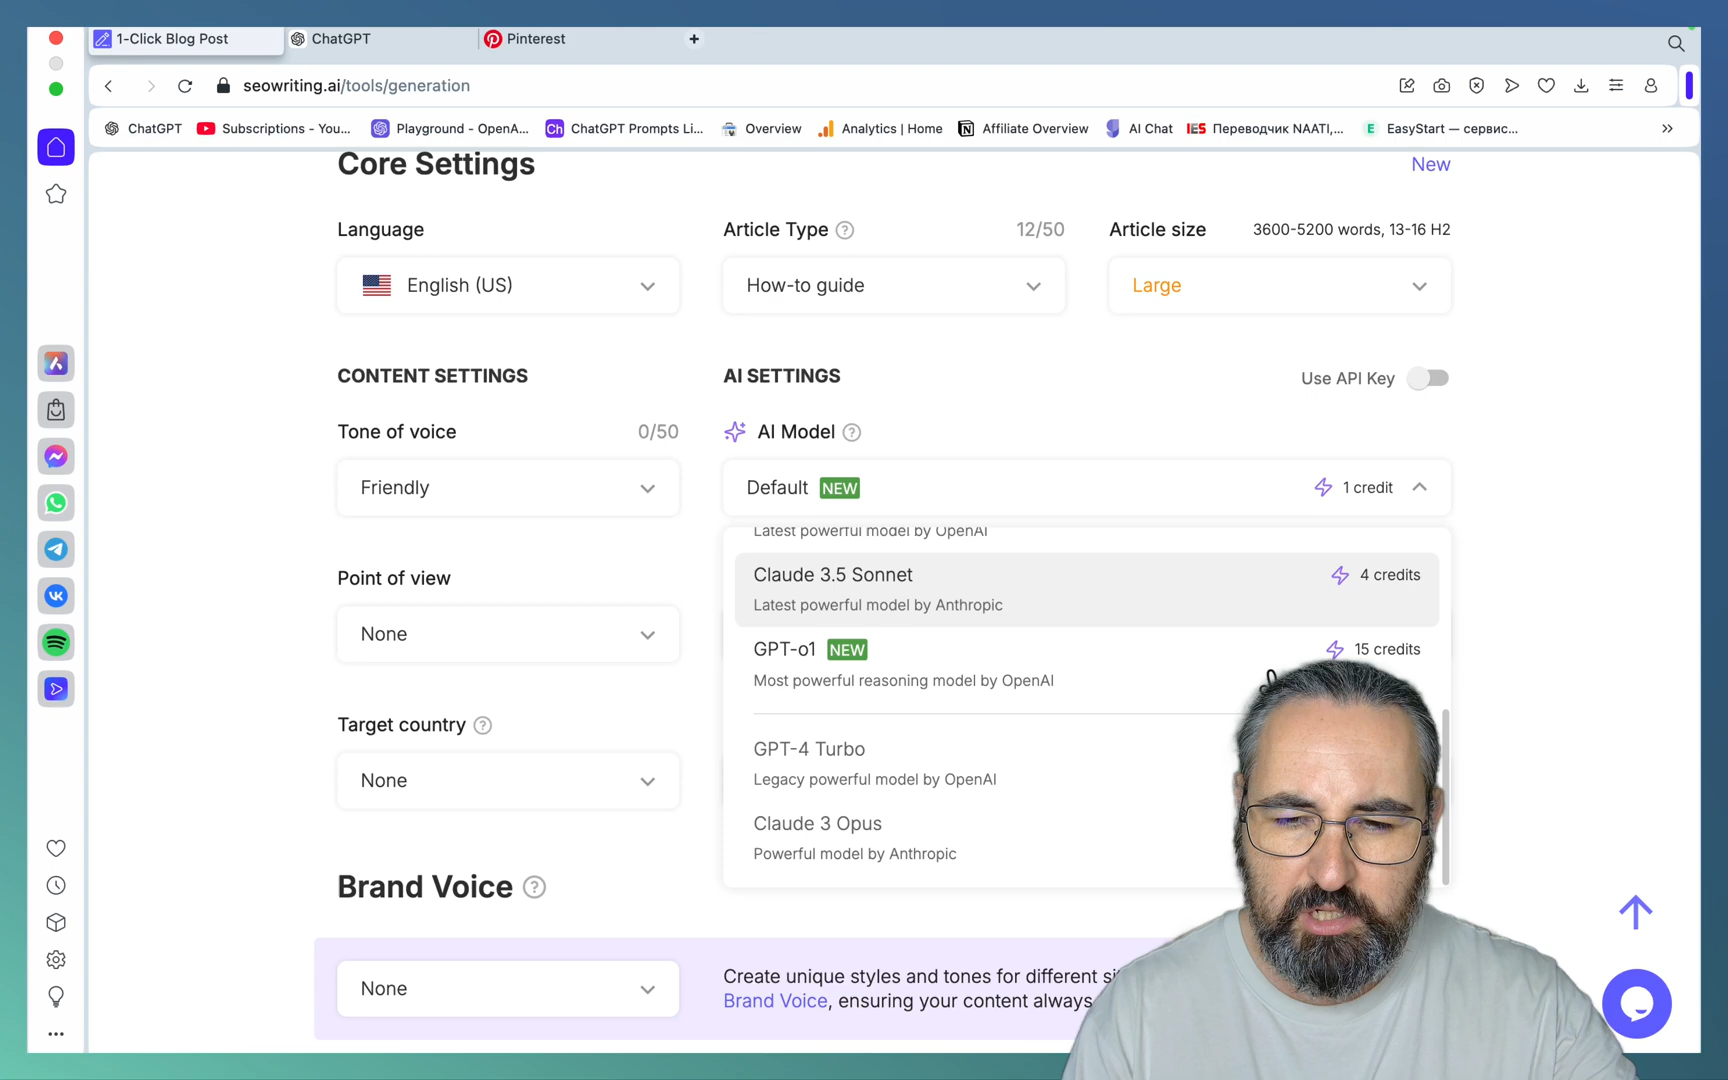 1-Click Blog Post
ChatGPT
Pinterest
seowriting.ai/tools/generation
ChatGPT
Subscriptions - You...
Playground - OpenA...
Ch
ChatGPT Prompts Li...
Overview
Analytics | Home
Affiliate Overview
AI Chat
IES
Переводчик NAATI,...
E
EasyStart — сервис...
Core Settings
New
Language
Article Type
12/50
Article size
3600-5200 words, 13-16 H2
English (US)
How-to guide
Large
CONTENT SETTINGS
AI SETTINGS
Use API Key
Tone of voice
0/50
AI Model
Friendly
Default NEW
1 credit
Latest powerful model by OpenAI
Claude 3.5 Sonnet
4 credits
Latest powerful model by Anthropic
Point of view
None
GPT-o1 NEW
15 credits
Most powerful reasoning model by OpenAI
Target country
None
GPT-4 Turbo
Legacy powerful model by OpenAI
Claude 3 Opus
Powerful model by Anthropic
Brand Voice
None
Create unique styles and tones for different
Brand Voice, ensuring your content always